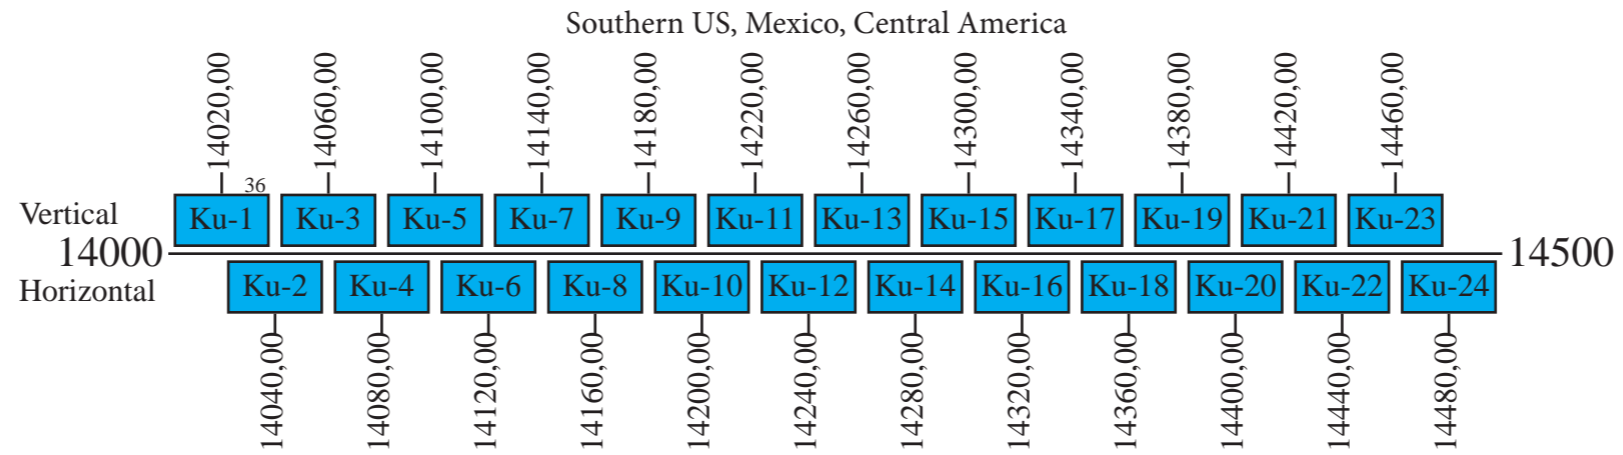 Southern US, Mexico, Central America
14020,00 14060,00 14100,00 14140,00 14180,00 14220,00 14260,00 14300,00 14340,00 14380,00 14420,00 14460,00
36
Vertical Ku-1 Ku-3 Ku-5 Ku-7 Ku-9 Ku-11 Ku-13 Ku-15 Ku-17 Ku-19 Ku-21 Ku-23
14000 14500
Horizontal Ku-2 Ku-4 Ku-6 Ku-8 Ku-10 Ku-12 Ku-14 Ku-16 Ku-18 Ku-20 Ku-22 Ku-24
14040,00 14080,00 14120,00 14160,00 14200,00 14240,00 14280,00 14320,00 14360,00 14400,00 14440,00 14480,00